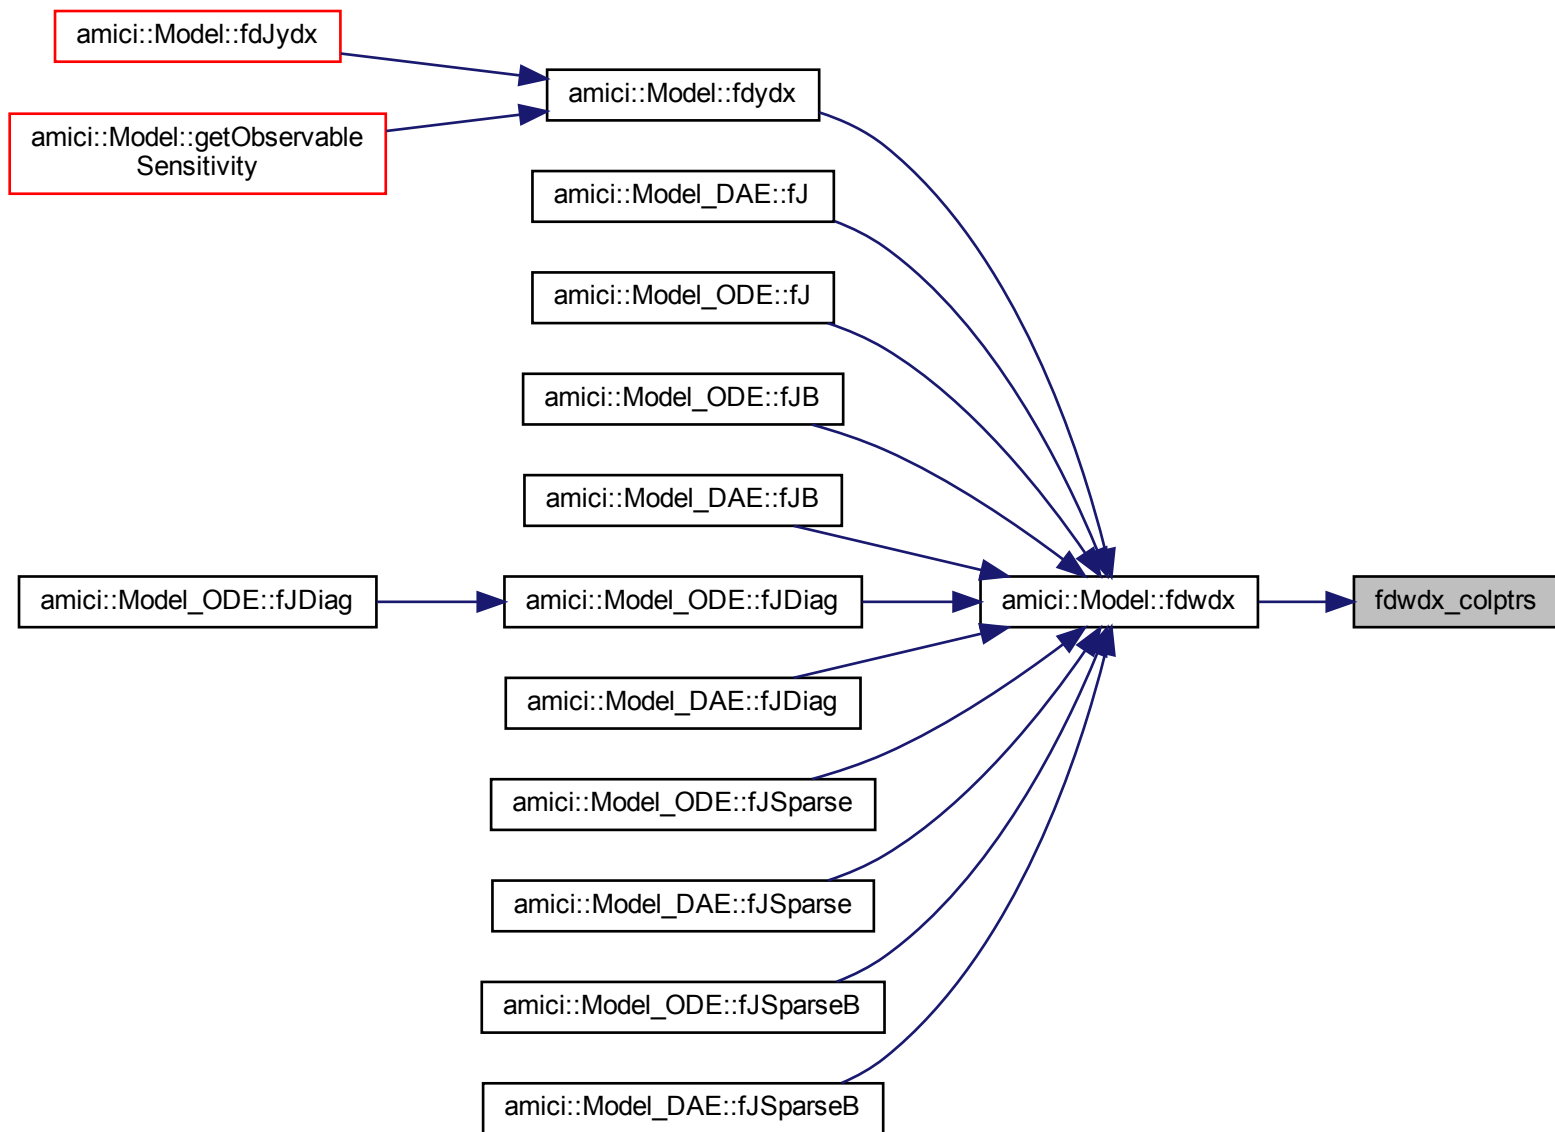 amici::Model::fdJydx
amici::Model::fdydx
amici::Model::getObservable
Sensitivity
amici::Model_DAE::fJ
amici::Model_ODE::fJ
amici::Model_ODE::fJB
amici::Model_DAE::fJB
amici::Model_ODE::fJDiag
amici::Model_ODE::fJDiag
amici::Model::fdwdx
fdwdx_colptrs
amici::Model_DAE::fJDiag
amici::Model_ODE::fJSparse
amici::Model_DAE::fJSparse
amici::Model_ODE::fJSparseB
amici::Model_DAE::fJSparseB